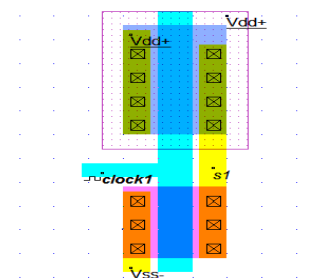 Vdd+
Vdd+
clock1
s1
Vss-